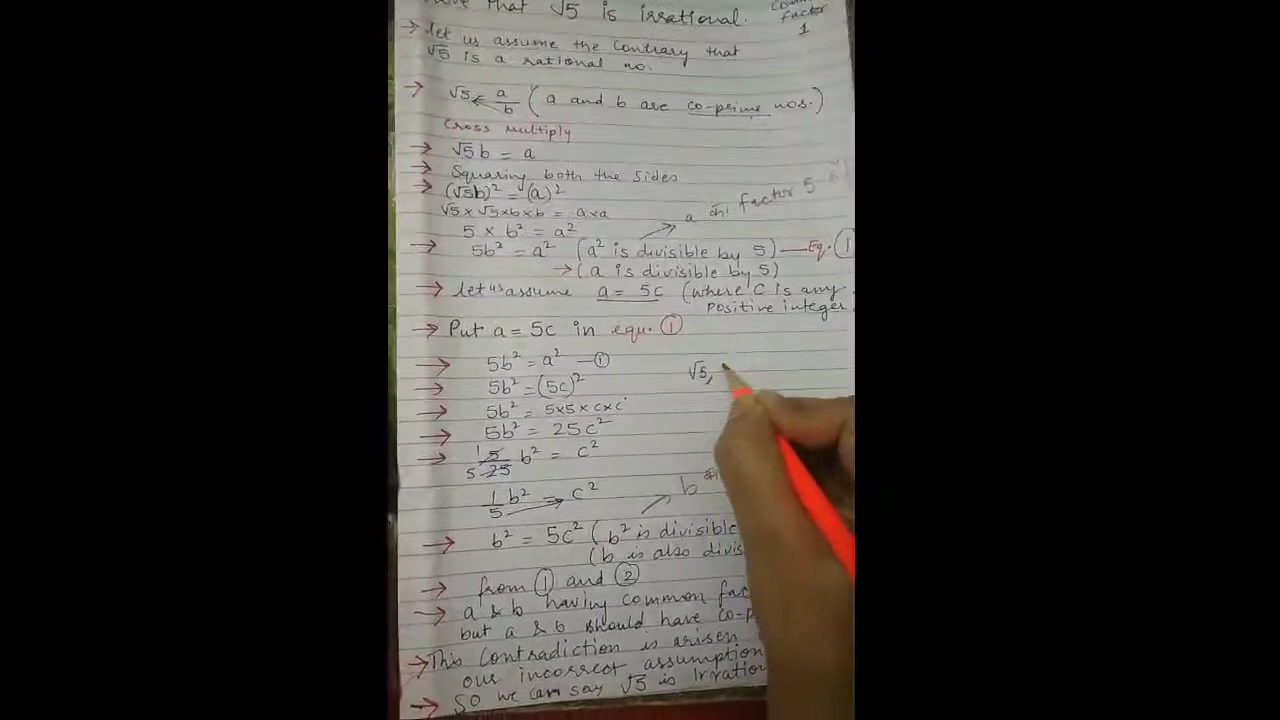 that √5 is irrational.
factor
1
→ let us assume the contrary that
√5 is a rational no.
→ √5 = a/b (a and b are co-prime nos.)
Cross multiply
→ √5b = a
→ Squaring both the sides
→ (√5b)² = (a)²
√5 × √5 × b × b = a×a
5 × b² = a²
a का factor 5
→ 5b² = a² (a² is divisible by 5) — Eq. ①
→ (a is divisible by 5)
→ let us assume a = 5c (where c is any
positive integer
→ Put a = 5c in equ. ①
→ 5b² = a² — ①
√5,
→ 5b² = (5c)²
→ 5b² = 5×5×c×c
→ 5b² = 25c²
→ 1 5/5 25 b² = c²
1/5 b² = c²
b का
→ b² = 5c² (b² is divisible
(b is also
→ from ① and ②
→ a & b having common
but a & b should have
→ This contradiction is arisen
our incorrect assumption
→ So we can say √5 is